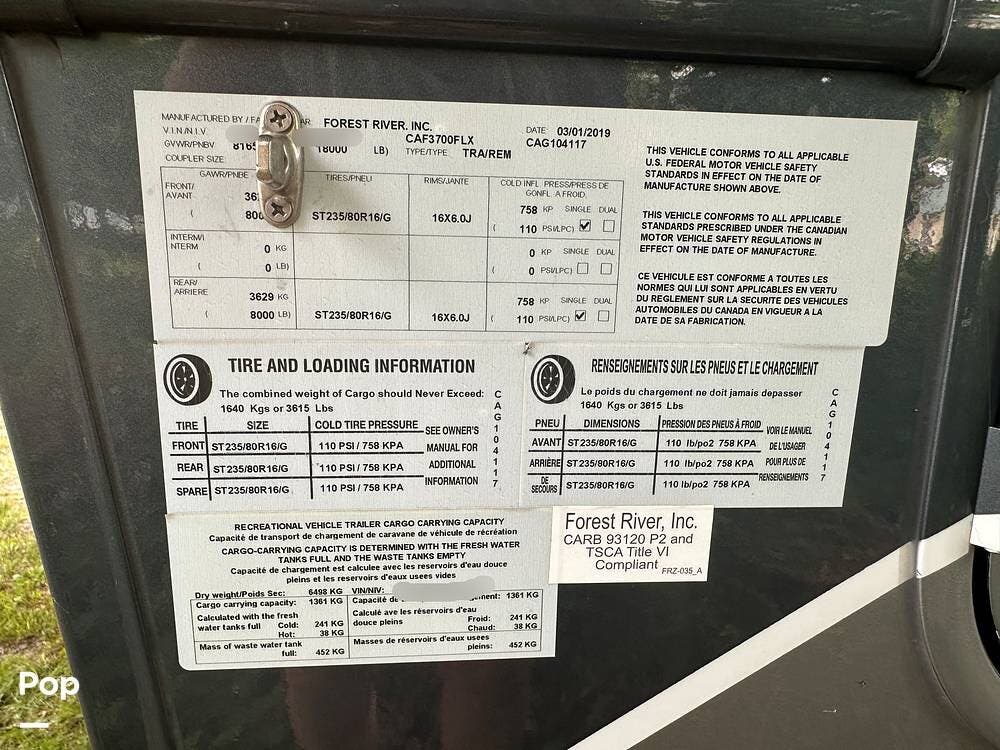 MANUFACTURED BY / FA AR FOREST RIVER, INC.
V.I.N./N.I.V. CAF3700FLX
DATE: 03/01/2019
CAG104117
GVWR/PNBV 8165 18000 LB) TYPE/TYPE: TRA/REM
COUPLER SIZE:
GAWR/PNBE TIRES/PNEU RIMS/JANTE COLD INFL. PRESS/PRESS DE GONFL. A FROID.
FRONT/ AVANT 362 758 KP SINGLE DUAL
( 800 ST235/80R16/G 16X6.0J ( 110 PSI/LPC)
INTERM/ INTERM 0 KG 0 KP SINGLE DUAL
( 0 LB) ( 0 PSI/LPC)
REAR/ ARRIERE 3629 KG 758 KP SINGLE DUAL
( 8000 LB) ST235/80R16/G 16X6.0J ( 110 PSI/LPC)
THIS VEHICLE CONFORMS TO ALL APPLICABLE
U.S. FEDERAL MOTOR VEHICLE SAFETY
STANDARDS IN EFFECT ON THE DATE OF
MANUFACTURE SHOWN ABOVE.
THIS VEHICLE CONFORMS TO ALL APPLICABLE
STANDARDS PRESCRIBED UNDER THE CANADIAN
MOTOR VEHICLE SAFETY REGULATIONS IN
EFFECT ON THE DATE OF MANUFACTURE.
CE VEHICULE EST CONFORME A TOUTES LES
NORMES QUI LUI SONT APPLICABLES EN VERTU
DU REGLEMENT SUR LA SECURITE DES VEHICULES
AUTOMOBILES DU CANADA EN VIGUEUR A LA
DATE DE SA FABRICATION.
TIRE AND LOADING INFORMATION
The combined weight of Cargo should Never Exceed:
1640 Kgs or 3615 Lbs
TIRE SIZE COLD TIRE PRESSURE SEE OWNER'S
FRONT ST235/80R16/G 110 PSI / 758 KPA MANUAL FOR
REAR ST235/80R16/G 110 PSI / 758 KPA ADDITIONAL
SPARE ST235/80R16/G 110 PSI / 758 KPA INFORMATION
CAG104117
RENSEIGNEMENTS SUR LES PNEUS ET LE CHARGEMENT
Le poids du chargement ne doit jamais depasser
1640 Kgs or 3615 Lbs
PNEU DIMENSIONS PRESSION DES PNEUS À FROID VOIR LE MANUEL
AVANT ST235/80R16/G 110 lb/po2 758 KPA DE L'USAGER
ARRIÈRE ST235/80R16/G 110 lb/po2 758 KPA POUR PLUS DE
DE SECOURS ST235/80R16/G 110 lb/po2 758 KPA RENSEIGNEMENTS
CAG104117
RECREATIONAL VEHICLE TRAILER CARGO CARRYING CAPACITY
Capacité de transport de chargement de caravane de véhicule de récréation
CARGO-CARRYING CAPACITY IS DETERMINED WITH THE FRESH WATER
TANKS FULL AND THE WASTE TANKS EMPTY
Capacité de chargement est calculee avec les reservoirs d'eau douce
pleins et les reservoirs d'eaux usees vides
Dry weight/Poids Sec: 6498 KG VIN/NIV:
Cargo carrying capacity: 1361 KG Capacité de gement: 1361 KG
Calculated with the fresh Calculé ave les réservoirs d'eau
water tanks full Cold: 241 KG douce pleins Froid: 241 KG
Hot: 38 KG Chaud: 38 KG
Mass of waste water tank Masses de réservoirs d'eaux usees
full: 452 KG pleins: 452 KG
Forest River, Inc.
CARB 93120 P2 and
TSCA Title VI
Compliant FRZ-035_A
Pop